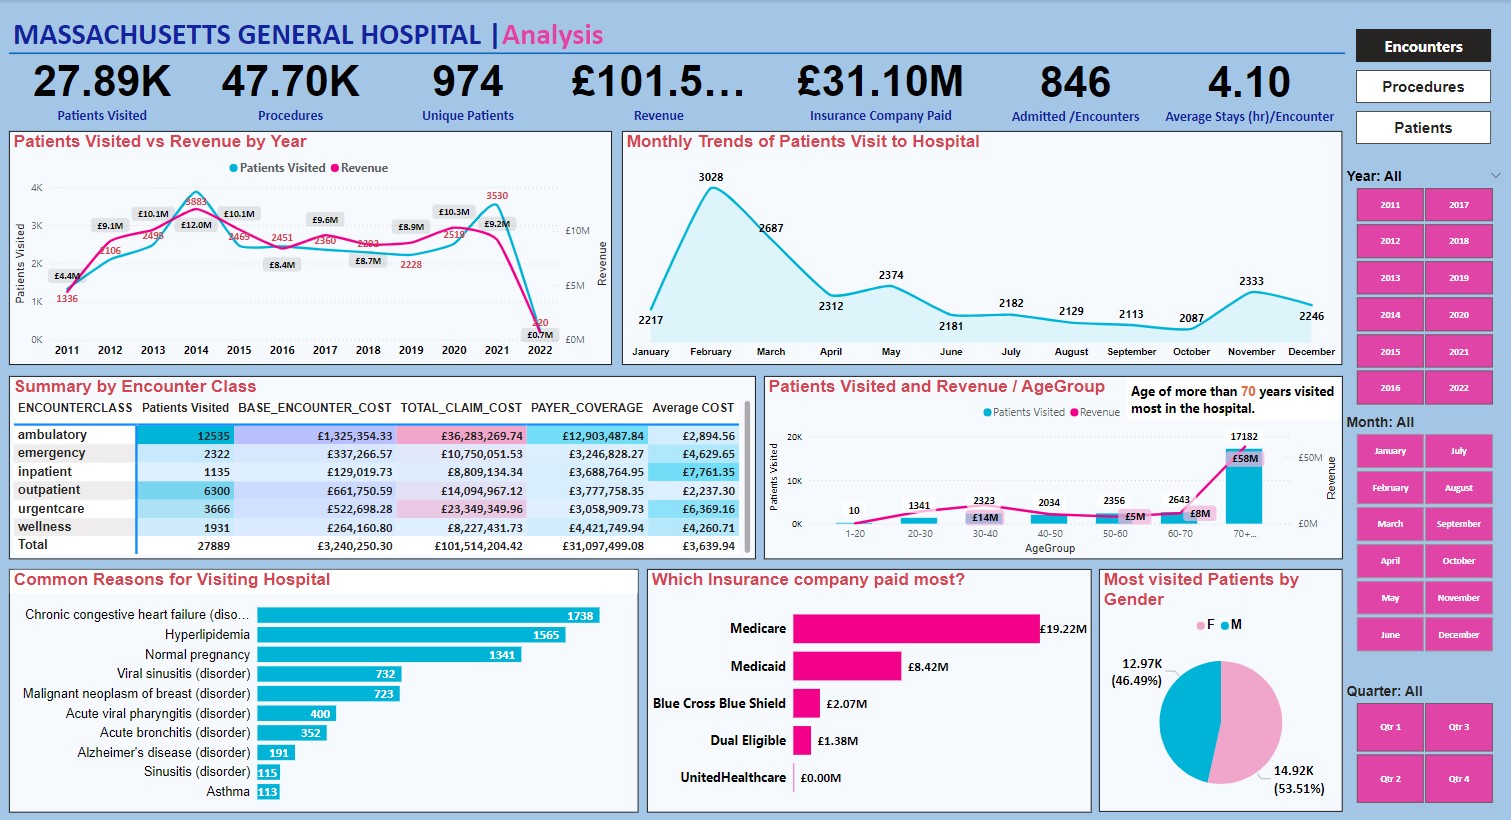 MASSACHUSETTS GENERAL HOSPITAL |Analysis
27.89K 47.70K 974 £101.5... £31.10M 846 4.10
Patients Visited Procedures Unique Patients Revenue Insurance Company Paid Admitted /Encounters Average Stays (hr)/Encounter
Encounters
Procedures
Patients
Patients Visited vs Revenue by Year
Patients Visited Revenue
4K
3K
2K
1K
0K
Patients Visited
£10M
£5M
£0M
Revenue
£4.4M £9.1M £10.1M £12.0M £10.1M £8.4M £9.6M £8.7M £8.9M £10.3M £9.2M £0.7M
1336 2106 2495 3883 2469 2451 2360 2228 2519 3530 220
2011 2012 2013 2014 2015 2016 2017 2018 2019 2020 2021 2022
Monthly Trends of Patients Visit to Hospital
2217 3028 2687 2312 2374 2181 2182 2129 2113 2087 2333 2246
January February March April May June July August September October November December
Summary by Encounter Class
ENCOUNTERCLASS Patients Visited BASE_ENCOUNTER_COST TOTAL_CLAIM_COST PAYER_COVERAGE Average COST
ambulatory 12535 £1,325,354.33 £36,283,269.74 £12,903,487.84 £2,894.56
emergency 2322 £337,266.57 £10,750,051.53 £3,246,828.27 £4,629.65
inpatient 1135 £129,019.73 £8,809,134.34 £3,688,764.95 £7,761.35
outpatient 6300 £661,750.59 £14,094,967.12 £3,777,758.35 £2,237.30
urgentcare 3666 £522,698.28 £23,349,349.96 £3,058,909.73 £6,369.16
wellness 1931 £264,160.80 £8,227,431.73 £4,421,749.94 £4,260.71
Total 27889 £3,240,250.30 £101,514,204.42 £31,097,499.08 £3,639.94
Patients Visited and Revenue / AgeGroup
Patients Visited Revenue
Age of more than 70 years visited
most in the hospital.
20K
10K
0K
Patients Visited
£50M
£0M
Revenue
10 1341 2323 2034 2356 2643 17182
£14M £5M £8M £58M
1-20 20-30 30-40 40-50 50-60 60-70 70+...
AgeGroup
Common Reasons for Visiting Hospital
Chronic congestive heart failure (diso... 1738
Hyperlipidemia 1565
Normal pregnancy 1341
Viral sinusitis (disorder) 732
Malignant neoplasm of breast (disorder) 723
Acute viral pharyngitis (disorder) 400
Acute bronchitis (disorder) 352
Alzheimer's disease (disorder) 191
Sinusitis (disorder) 115
Asthma 113
Which Insurance company paid most?
Medicare £19.22M
Medicaid £8.42M
Blue Cross Blue Shield £2.07M
Dual Eligible £1.38M
UnitedHealthcare £0.00M
Most visited Patients by
Gender
F M
12.97K
(46.49%)
14.92K
(53.51%)
Year: All
2011 2017
2012 2018
2013 2019
2014 2020
2015 2021
2016 2022
Month: All
January July
February August
March September
April October
May November
June December
Quarter: All
Qtr 1 Qtr 3
Qtr 2 Qtr 4